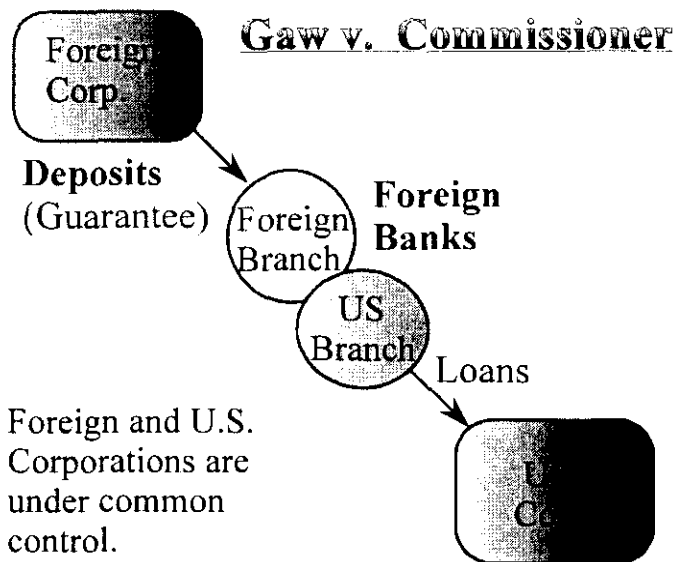 Gaw v. Commissioner
Foreign
Corp.
Deposits
(Guarantee)
Foreign
Branch
Foreign
Banks
US
Branch
Loans
Foreign and U.S.
Corporations are
under common
control.